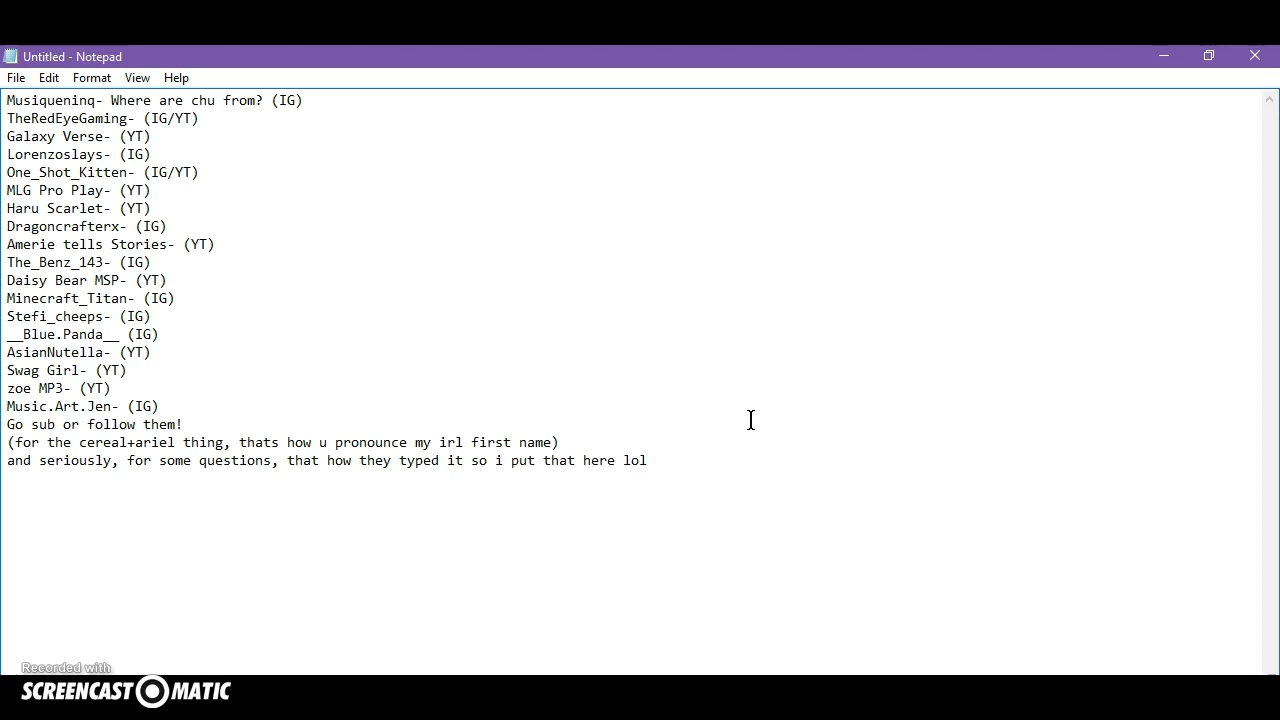 Untitled - Notepad
File Edit Format View Help
Musiqueninq- Where are chu from? (IG)
TheRedEyeGaming- (IG/YT)
Galaxy Verse- (YT)
Lorenzoslays- (IG)
One_Shot_Kitten- (IG/YT)
MLG Pro Play- (YT)
Haru Scarlet- (YT)
Dragoncrafterx- (IG)
Amerie tells Stories- (YT)
The_Benz_143- (IG)
Daisy Bear MSP- (YT)
Minecraft_Titan- (IG)
Stefi_cheeps- (IG)
__Blue.Panda__ (IG)
AsianNutella- (YT)
Swag Girl- (YT)
zoe MP3- (YT)
Music.Art.Jen- (IG)
Go sub or follow them!
(for the cereal+ariel thing, thats how u pronounce my irl first name)
and seriously, for some questions, that how they typed it so i put that here lol
Recorded with
SCREENCAST-O-MATIC